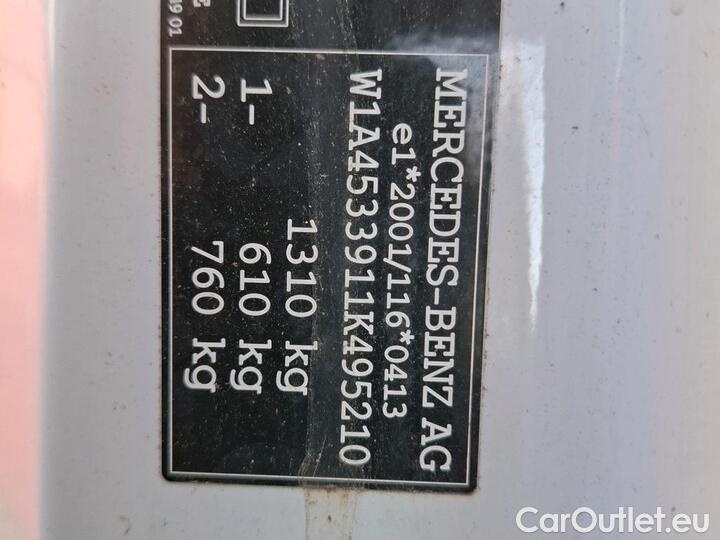 MERCEDES-BENZ AG
e1*2001/116*0413
W1A4533911K495210
1310 kg
1- 610 kg
2- 760 kg
CarOutlet.eu